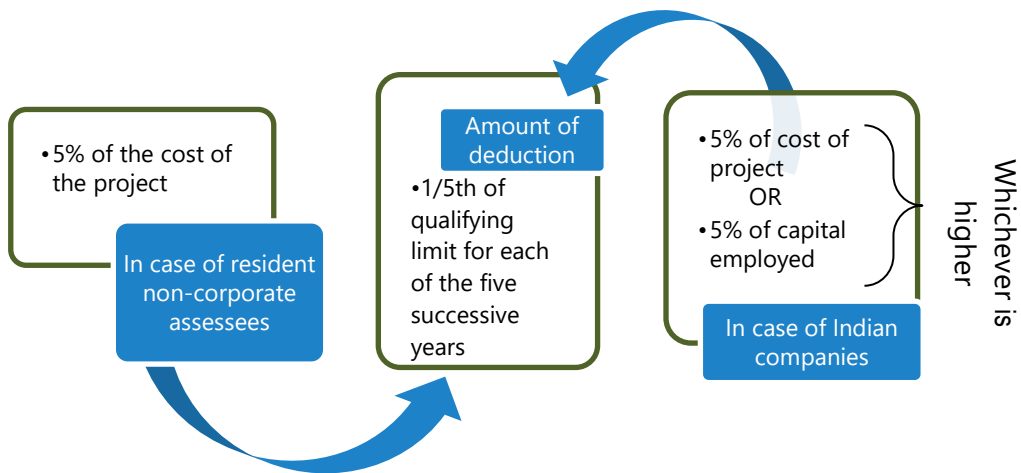 •5% of the cost of
the project
In case of resident
non-corporate
assessees
Amount of
deduction
•1/5th of
qualifying
limit for each
of the five
successive
years
•5% of cost of
project
OR
•5% of capital
employed
In case of Indian
companies
Whichever is
higher